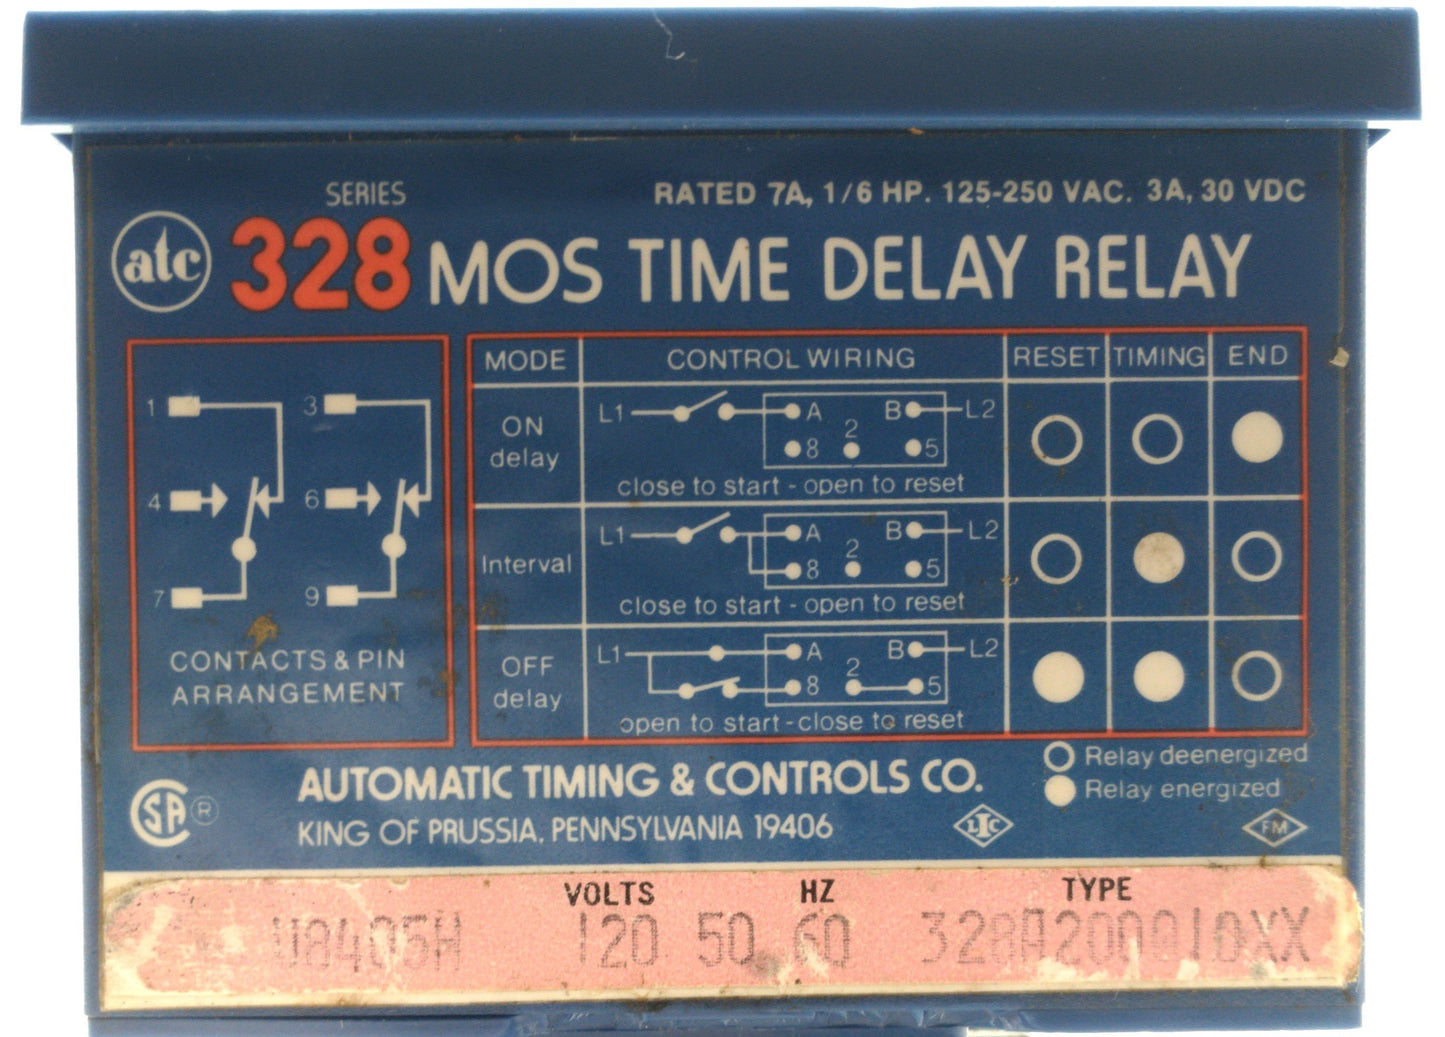 SERIES
RATED 7A, 1/6 HP. 125-250 VAC. 3A, 30 VDC
atc 328 MOS TIME DELAY RELAY
1 3
4 6
7 9
CONTACTS & PIN
ARRANGEMENT
MODE CONTROL WIRING RESET TIMING END
ON
delay
L1 A B L2
8 2 5
close to start - open to reset
Interval
L1 A B L2
8 2 5
close to start - open to reset
OFF
delay
L1 A B L2
8 2 5
open to start - close to reset
Relay deenergized
Relay energized
AUTOMATIC TIMING & CONTROLS CO.
KING OF PRUSSIA, PENNSYLVANIA 19406
CSA ® LIC FM
VOLTS HZ TYPE
U8405H 120 50 60 328A200Q10XX